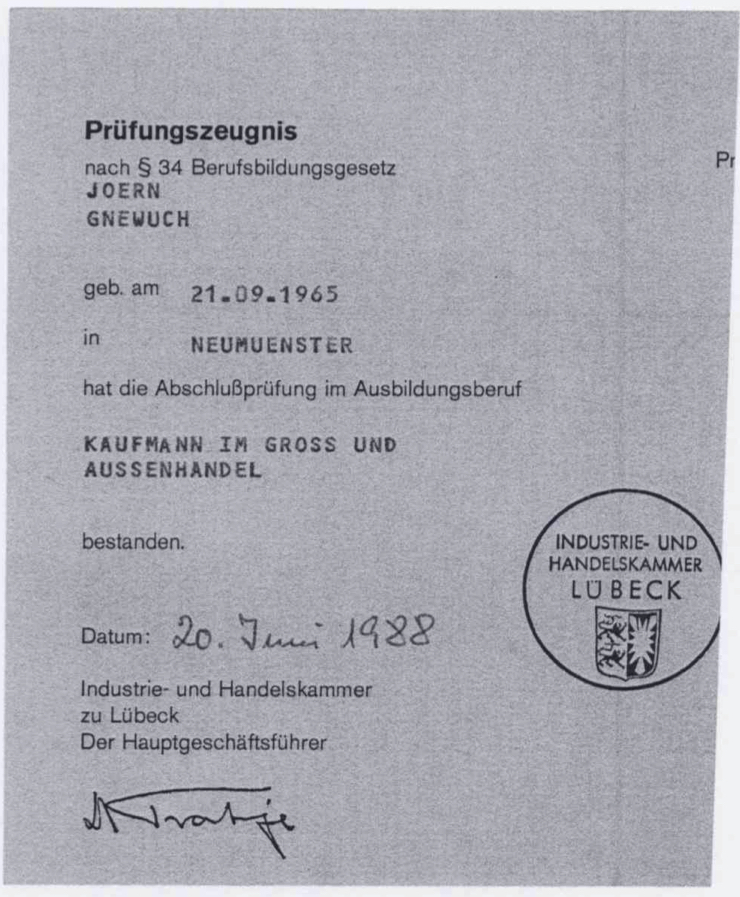 Prüfungszeugnis
nach § 34 Berufsbildungsgesetz
JOERN
GNEWUCH
geb. am 21.09.1965
in NEUMUENSTER
hat die Abschlußprüfung im Ausbildungsberuf
KAUFMANN IM GROSS UND
AUSSENHANDEL
bestanden.
Datum: 20. Juni 1988
Industrie- und Handelskammer
zu Lübeck
Der Hauptgeschäftsführer
INDUSTRIE- UND
HANDELSKAMMER
LÜBECK
Pr